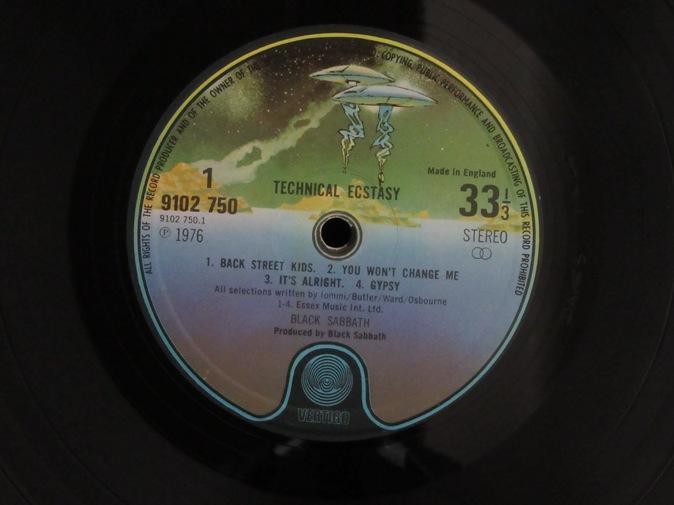 ALL RIGHTS OF THE RECORD PRODUCER AND OF THE OWNER OF THE
COPYING, PUBLIC PERFORMANCE AND BROADCASTING OF THIS RECORD PROHIBITED
Made in England
1
TECHNICAL ECSTASY
33 1/3
9102 750
9102 750.1
Ⓟ 1976
STEREO
1. BACK STREET KIDS. 2. YOU WON'T CHANGE ME
3. IT'S ALRIGHT. 4. GYPSY
All selections written by Iommi/Butler/Ward/Osbourne
1-4. Essex Music Int. Ltd.
BLACK SABBATH
Produced by Black Sabbath
VERTIGO